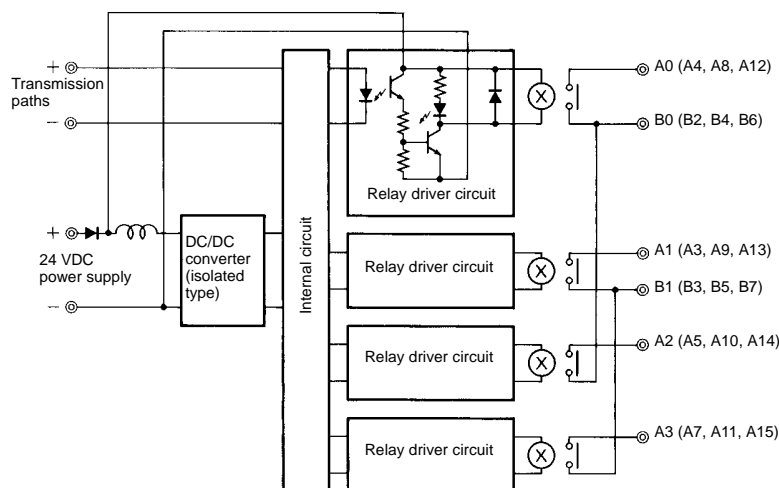 +
Transmission
paths
−
+
24 VDC
power supply
−
DC/DC
converter
(isolated
type)
Internal circuit
Relay driver circuit
X
A0 (A4, A8, A12)
B0 (B2, B4, B6)
Relay driver circuit
X
A1 (A3, A9, A13)
B1 (B3, B5, B7)
Relay driver circuit
X
A2 (A5, A10, A14)
Relay driver circuit
X
A3 (A7, A11, A15)